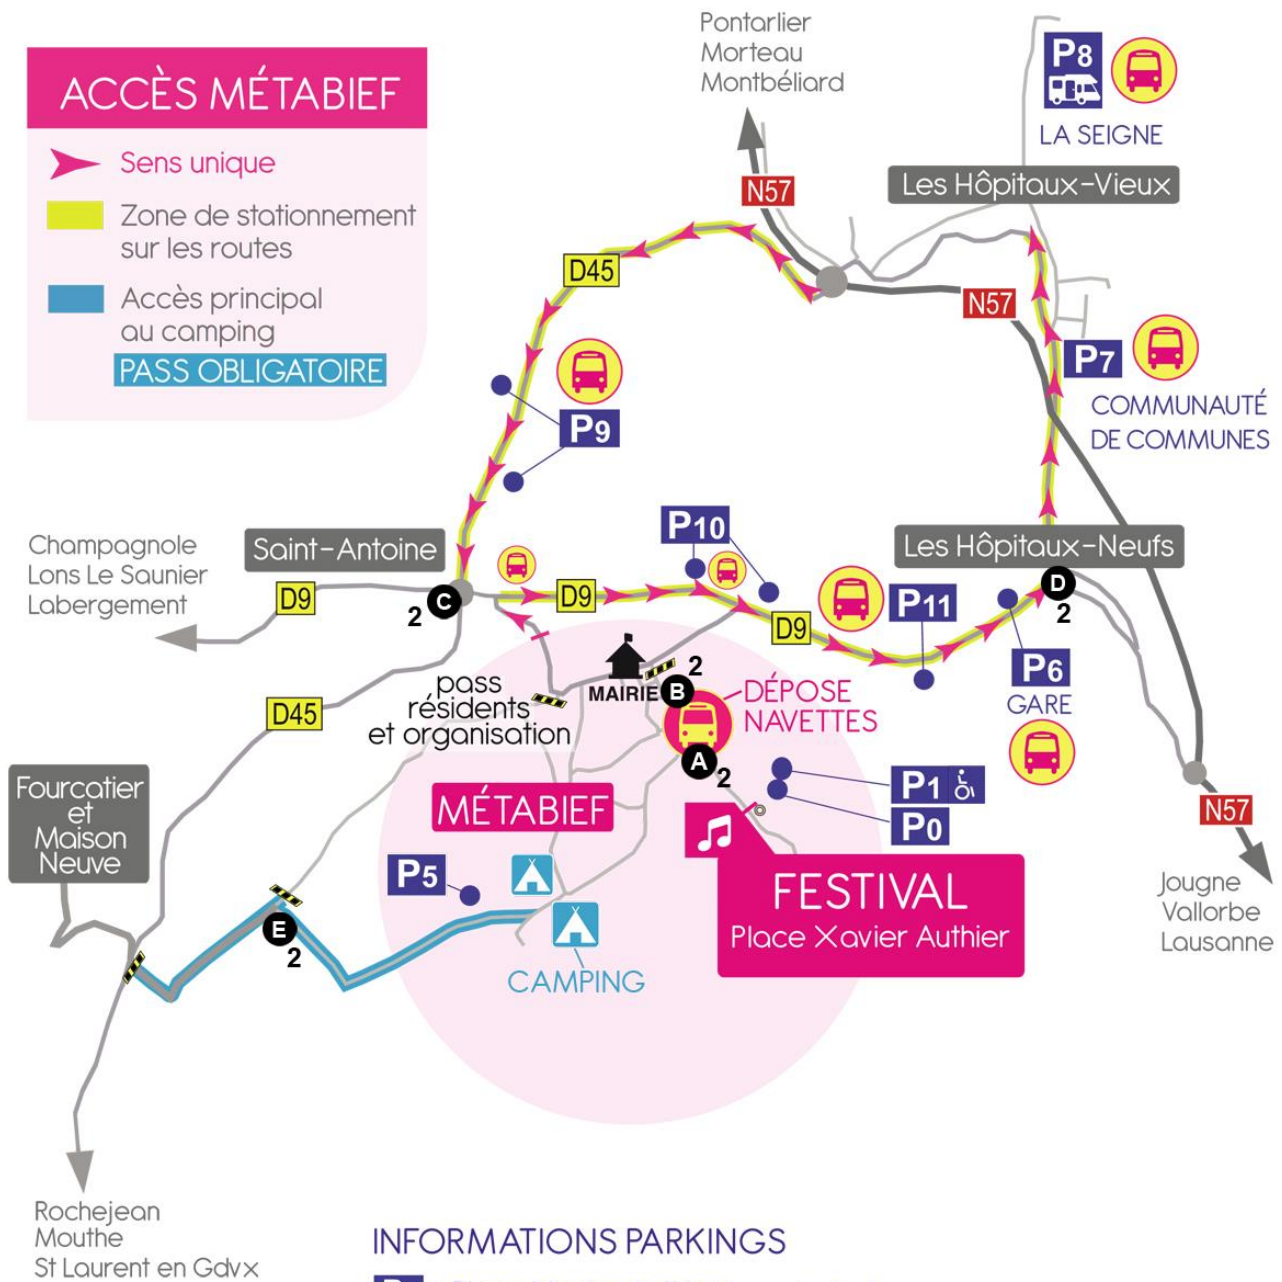 ACCÈS MÉTABIEF
Sens unique
Zone de stationnement
sur les routes
Accès principal
au camping
PASS OBLIGATOIRE
Pontarlier
Morteau
Montbéliard
P8
LA SEIGNE
N57
Les Hôpitaux-Vieux
D45
N57
P7
COMMUNAUTÉ
DE COMMUNES
P9
P10
Champagnole
Lons Le Saunier
Labergement
Saint-Antoine
Les Hôpitaux-Neufs
D9
C
2
D9
D9
P11
D
2
P6
GARE
MAIRIE
B
2
DÉPOSE
NAVETTES
pass
résidents
et organisation
D45
A
2
P1
P0
N57
Fourcatier
et
Maison
Neuve
MÉTABIEF
P5
FESTIVAL
Place Xavier Authier
Jougne
Vallorbe
Lausanne
E
2
CAMPING
Rochejean
Mouthe
St Laurent en Gdvx
INFORMATIONS PARKINGS